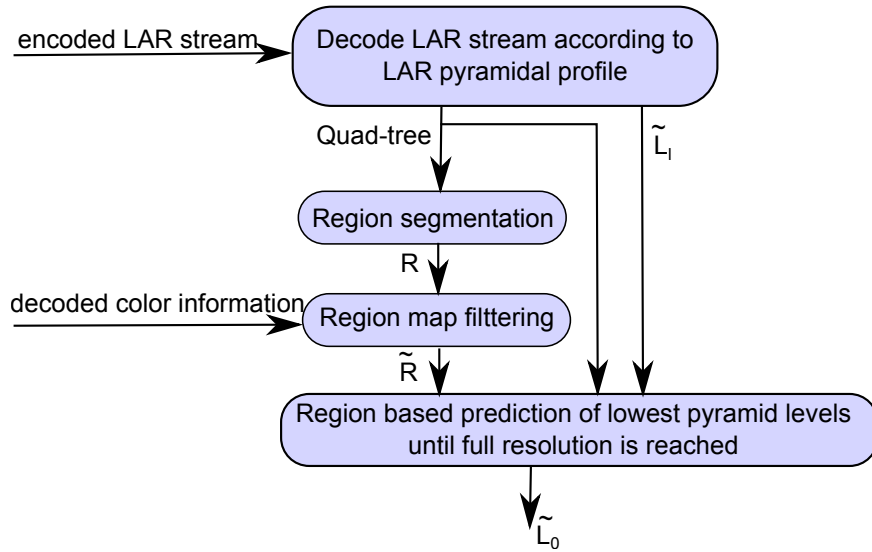 encoded LAR stream
Decode LAR stream according to
LAR pyramidal profile
Quad-tree
L̃ₗ
Region segmentation
R
decoded color information
Region map filttering
R̃
Region based prediction of lowest pyramid levels
until full resolution is reached
L̃₀